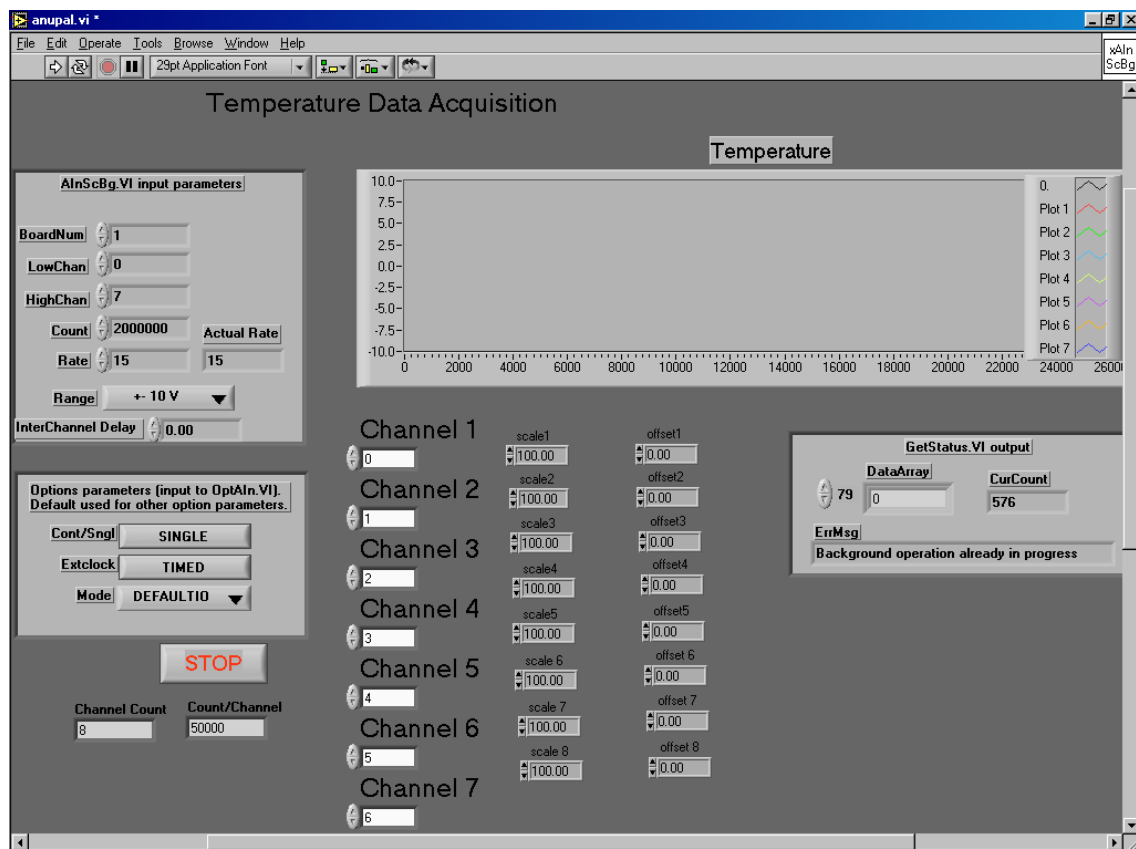 anupal.vi *
File Edit Operate Tools Browse Window Help
29pt Application Font
xAIn
ScBg
Temperature Data Acquisition
Temperature
AInScBg.VI input parameters
BoardNum 1
LowChan 0
HighChan 7
Count 2000000
Actual Rate
Rate 15 15
Range +- 10 V
InterChannel Delay 0.00
10.0
7.5
5.0
2.5
0.0
-2.5
-5.0
-7.5
-10.0
0 2000 4000 6000 8000 10000 12000 14000 16000 18000 20000 22000 24000 26000
0.
Plot 1
Plot 2
Plot 3
Plot 4
Plot 5
Plot 6
Plot 7
Options parameters (input to OptAIn.VI).
Default used for other option parameters.
Cont/Sngl SINGLE
Extclock TIMED
Mode DEFAULTIO
STOP
Channel Count Count/Channel
8 50000
Channel 1
0
Channel 2
1
Channel 3
2
Channel 4
3
Channel 5
4
Channel 6
5
Channel 7
6
scale1 offset1
100.00 0.00
scale2 offset2
100.00 0.00
scale3 offset3
100.00 0.00
scale4 offset4
100.00 0.00
scale5 offset5
100.00 0.00
scale 6 offset 6
100.00 0.00
scale 7 offset 7
100.00 0.00
scale 8 offset 8
100.00 0.00
GetStatus.VI output
DataArray CurCount
79 0 576
ErrMsg
Background operation already in progress